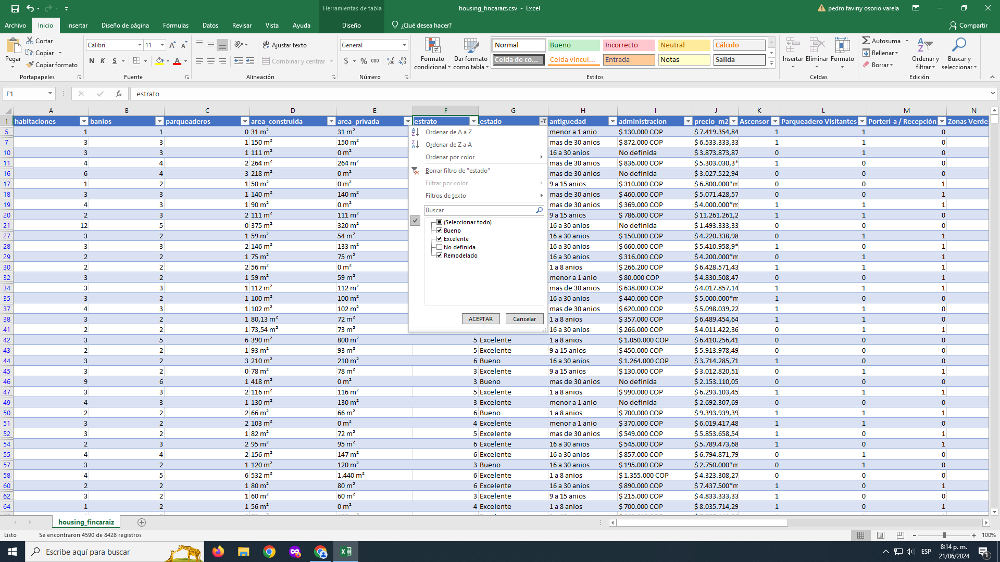 Herramientas de tabla
housing_fincaraiz.csv - Excel
pedro faviny osorio varela
Archivo Inicio Insertar Diseño de página Fórmulas Datos Revisar Vista Ayuda Diseño ¿Qué desea hacer? Compartir
Pegar
Cortar
Copiar
Copiar formato
Portapapeles
Calibri 11
N K S
Fuente
Ajustar texto
Combinar y centrar
Alineación
General
$ % 000
Número
Formato condicional
Dar formato como tabla
Normal Bueno Incorrecto Neutral Cálculo
Celda de co... Celda vincul... Entrada Notas Salida
Estilos
Insertar Eliminar Formato
Celdas
Autosuma
Rellenar
Borrar
Ordenar y filtrar
Buscar y seleccionar
Edición
F1 fx estrato
A B C D E F G H I J K L M N
1 habitaciones banios parqueaderos area_construida area_privada estrato estado antiguedad administracion precio_m2 Ascensor Parqueadero Visitantes Porterí-a / Recepción Zonas Verde
5 1 1 0 31 m² 31 m² menor a 1 anio $ 130.000 COP $ 7.419.354,84 1 1 0
7 3 3 1 150 m² 150 m² mas de 30 anios $ 872.000 COP $ 6.533.333,33 1 1 0
10 3 3 1 111 m² 0 m² 16 a 30 anios No definida $ 3.873.873,87 0 1 0
11 4 4 2 264 m² 264 m² mas de 30 anios $ 836.000 COP $ 5.303.030,3* 1 0 0
16 6 4 3 218 m² 0 m² mas de 30 anios No definida $ 3.027.522,94 0 0 0
17 1 2 1 50 m² 0 m² 9 a 15 anios $ 310.000 COP $ 6.800.000*m 0 0 1
18 3 3 1 140 m² 140 m² mas de 30 anios $ 460.000 COP $ 5.071.428,57 0 0 1
19 4 3 1 90 m² 0 m² mas de 30 anios $ 369.000 COP $ 4.000.000*m 1 1 1
20 2 3 2 111 m² 111 m² 9 a 15 anios $ 786.000 COP $ 11.261.261,2 1 1 0
21 12 5 0 375 m² 320 m² 16 a 30 anios No definida $ 1.493.333,33 0 0 0
27 3 2 1 59 m² 54 m² 16 a 30 anios $ 150.000 COP $ 4.220.338,98 0 1 1
28 3 3 2 146 m² 133 m² 16 a 30 anios $ 660.000 COP $ 5.410.958,9* 1 0 1
29 2 2 1 75 m² 75 m² 16 a 30 anios $ 316.000 COP $ 4.200.000*m 0 1 1
30 2 2 2 56 m² 0 m² 1 a 8 anios $ 266.200 COP $ 6.428.571,43 1 1 1
32 3 2 1 59 m² 59 m² menor a 1 anio $ 80.000 COP $ 4.830.508,47 0 0 1
34 3 3 1 112 m² 112 m² mas de 30 anios $ 638.000 COP $ 4.017.857,14 1 1 1
35 3 2 1 100 m² 100 m² 16 a 30 anios $ 440.000 COP $ 5.000.000*m 1 0 0
37 4 3 1 102 m² 102 m² mas de 30 anios $ 620.000 COP $ 5.098.039,22 1 0 1
38 3 2 1 80,13 m² 72 m² 1 a 8 anios $ 357.000 COP $ 6.489.454,64 1 0 1
41 2 2 1 73,54 m² 73 m² 16 a 30 anios $ 266.000 COP $ 4.011.422,36 0 1 1
42 3 5 6 390 m² 800 m² 5 Excelente 1 a 8 anios $ 1.050.000 COP $ 6.410.256,41 0 0 0
43 2 2 1 93 m² 93 m² 5 Excelente 9 a 15 anios $ 450.000 COP $ 5.913.978,49 0 0 0
44 3 2 3 210 m² 210 m² 6 Bueno 16 a 30 anios $ 1.264.000 COP $ 3.714.285,71 1 0 0
45 3 2 0 78 m² 78 m² 3 Excelente 9 a 15 anios $ 130.000 COP $ 3.012.820,51 0 1 1
46 9 6 1 418 m² 0 m² 3 Bueno mas de 30 anios No definida $ 2.153.110,05 0 0 0
47 3 3 2 116 m² 116 m² 5 Excelente 1 a 8 anios $ 990.000 COP $ 6.293.103,45 1 1 1
49 4 3 1 130 m² 130 m² 3 Excelente menor a 1 anio No definida $ 2.692.307,69 0 0 0
50 2 2 2 66 m² 66 m² 6 Bueno 1 a 8 anios $ 700.000 COP $ 9.393.939,39 1 1 1
51 3 2 2 103 m² 0 m² 4 Excelente menor a 1 anio $ 370.000 COP $ 6.019.417,48 1 1 0
52 3 2 1 82 m² 72 m² 5 Excelente mas de 30 anios $ 549.000 COP $ 5.853.658,54 1 0 1
54 2 3 2 95 m² 95 m² 6 Excelente 16 a 30 anios $ 545.000 COP $ 5.789.473,68 1 0 1
55 4 4 2 156 m² 147 m² 6 Excelente 16 a 30 anios $ 857.000 COP $ 6.794.871,79 1 1 0
57 3 2 1 120 m² 120 m² 3 Bueno 16 a 30 anios $ 195.000 COP $ 2.750.000*m 0 1 0
58 4 5 6 532 m² 1.440 m² 6 Excelente 1 a 8 anios $ 1.355.000 COP $ 4.323.308,27 0 0 0
60 2 2 1 80 m² 80 m² 6 Excelente 16 a 30 anios $ 890.000 COP $ 7.437.500*m 1 0 1
62 3 2 1 60 m² 60 m² 3 Excelente 9 a 15 anios $ 215.000 COP $ 4.833.333,33 0 1 0
64 1 2 1 56 m² 0 m² 4 Excelente 1 a 8 anios $ 700.000 COP $ 8.035.714,29 1 0 1
Ordenar de A a Z
Ordenar de Z a A
Ordenar por color
Borrar filtro de "estado"
Filtrar por color
Filtros de texto
Buscar
(Seleccionar todo)
Bueno
Excelente
No definida
Remodelado
ACEPTAR Cancelar
housing_fincaraiz
Listo Se encontraron 4590 de 8428 registros 100%
Escribe aquí para buscar
ESP
8:14 p. m.
21/06/2024
1